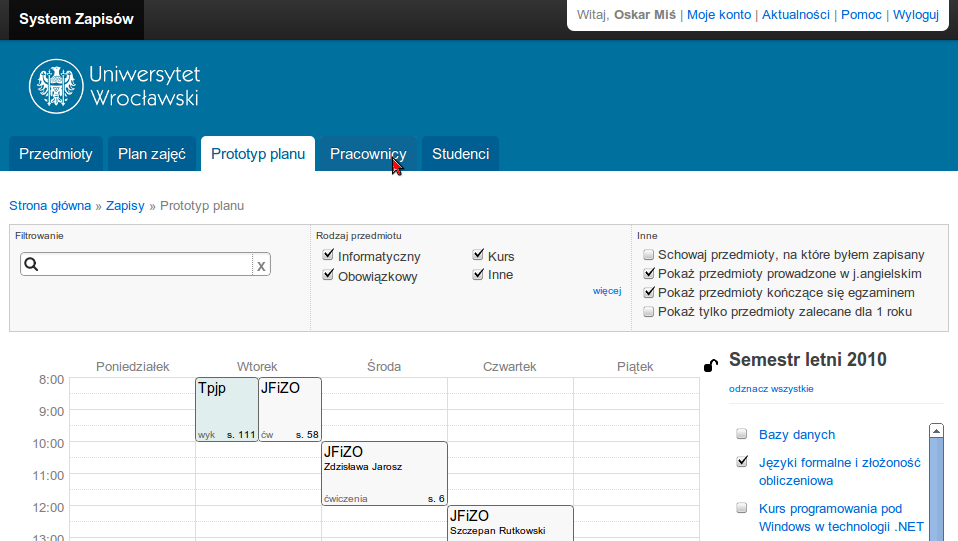 System Zapisów
Witaj, Oskar Miś | Moje konto | Aktualności | Pomoc | Wyloguj
Uniwersytet
Wrocławski
Przedmioty
Plan zajęć
Prototyp planu
Pracownicy
Studenci
Strona główna » Zapisy » Prototyp planu
Filtrowanie
x
Rodzaj przedmiotu
Informatyczny
Kurs
Obowiązkowy
Inne
więcej
Inne
Schowaj przedmioty, na które byłem zapisany
Pokaż przedmioty prowadzone w j.angielskim
Pokaż przedmioty kończące się egzaminem
Pokaż tylko przedmioty zalecane dla 1 roku
Poniedziałek
Wtorek
Środa
Czwartek
Piątek
8:00
9:00
10:00
11:00
12:00
13:00
Tpjp
wyk s. 111
JFiZO
ćw s. 58
JFiZO
Zdzisława Jarosz
ćwiczenia s. 6
JFiZO
Szczepan Rutkowski
Semestr letni 2010
odznacz wszystkie
Bazy danych
Języki formalne i złożoność
obliczeniowa
Kurs programowania pod
Windows w technologii .NET